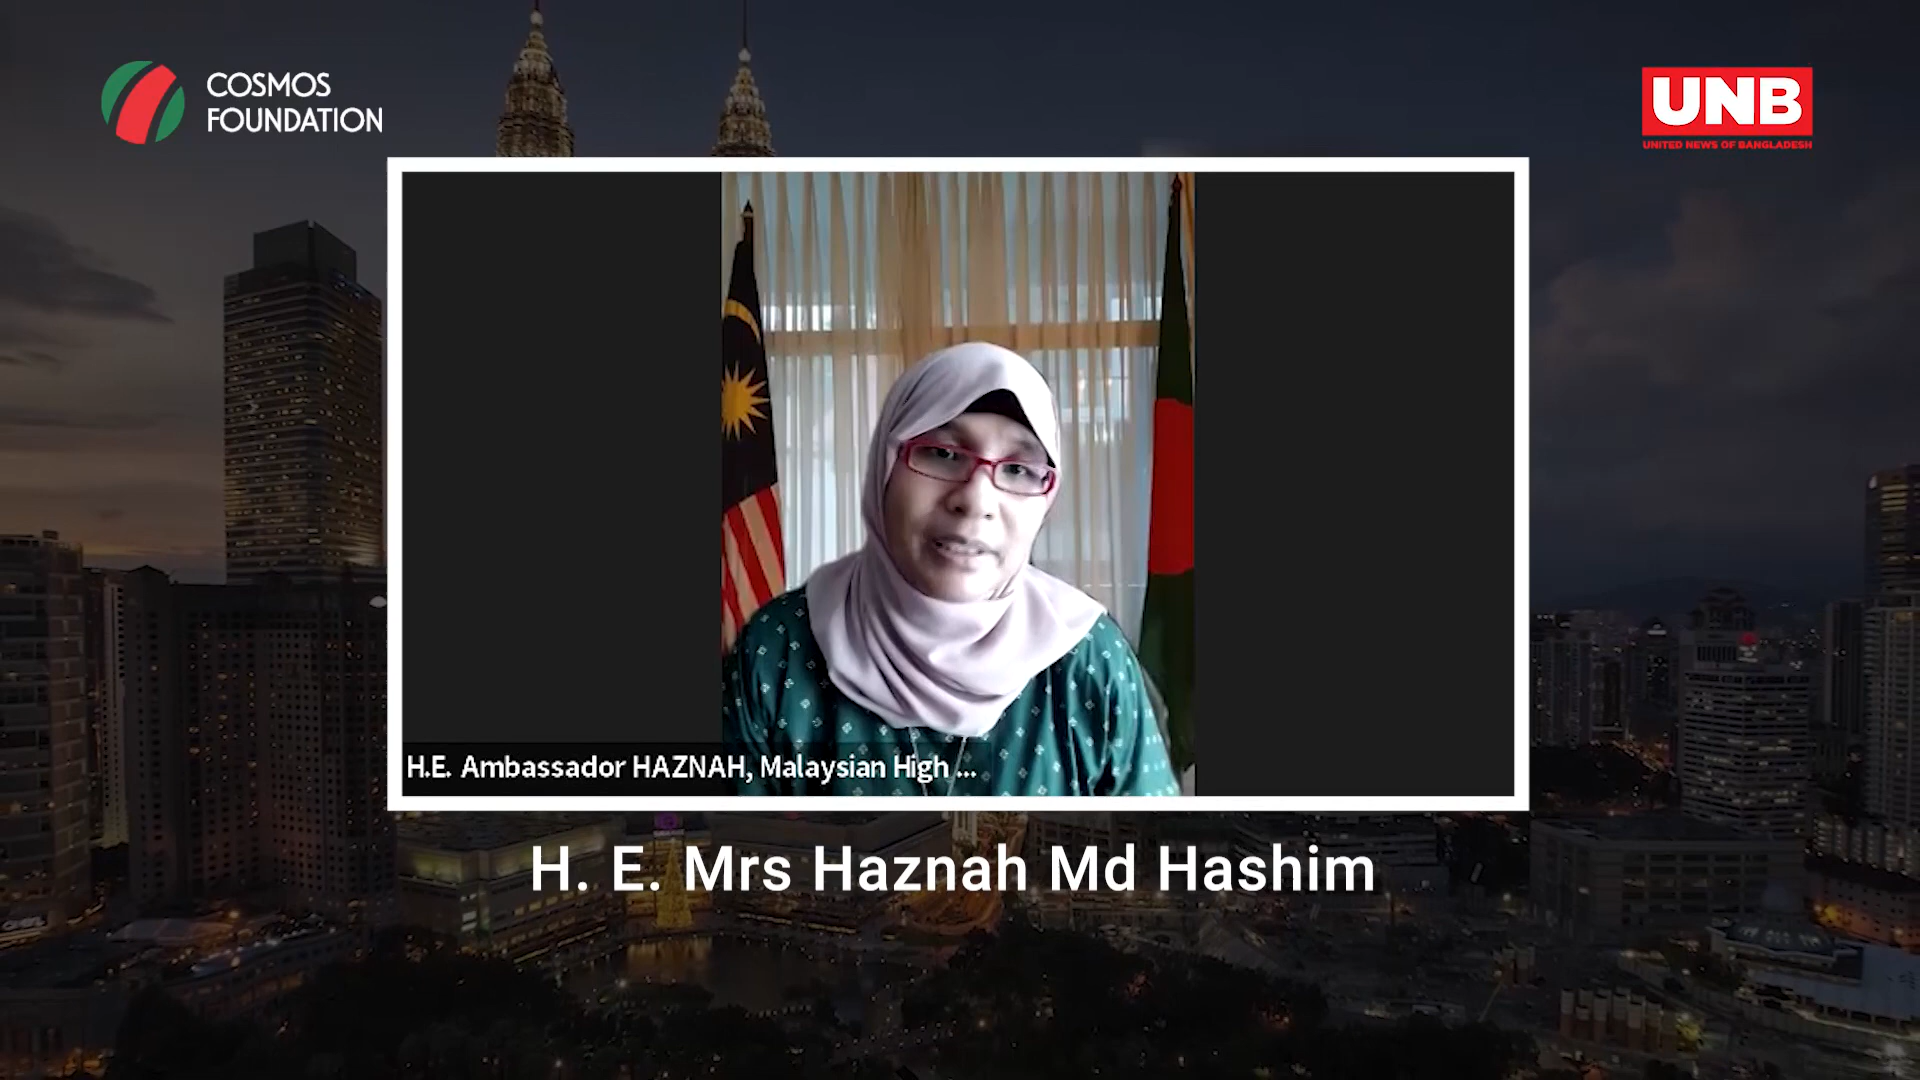 COSMOS
FOUNDATION
UNB
UNITED NEWS OF BANGLADESH
H.E. Ambassador HAZNAH, Malaysian High ...
H. E. Mrs Haznah Md Hashim